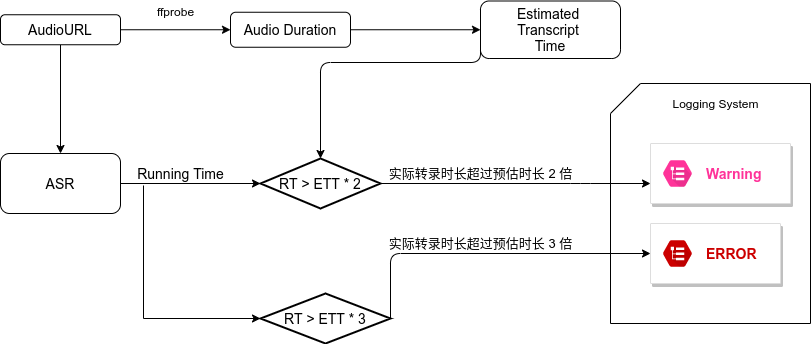 ffprobe
AudioURL
Audio Duration
Estimated
Transcript
Time
Logging System
ASR
Running Time
RT > ETT * 2
实际转录时长超过预估时长 2 倍
Warning
实际转录时长超过预估时长 3 倍
ERROR
RT > ETT * 3